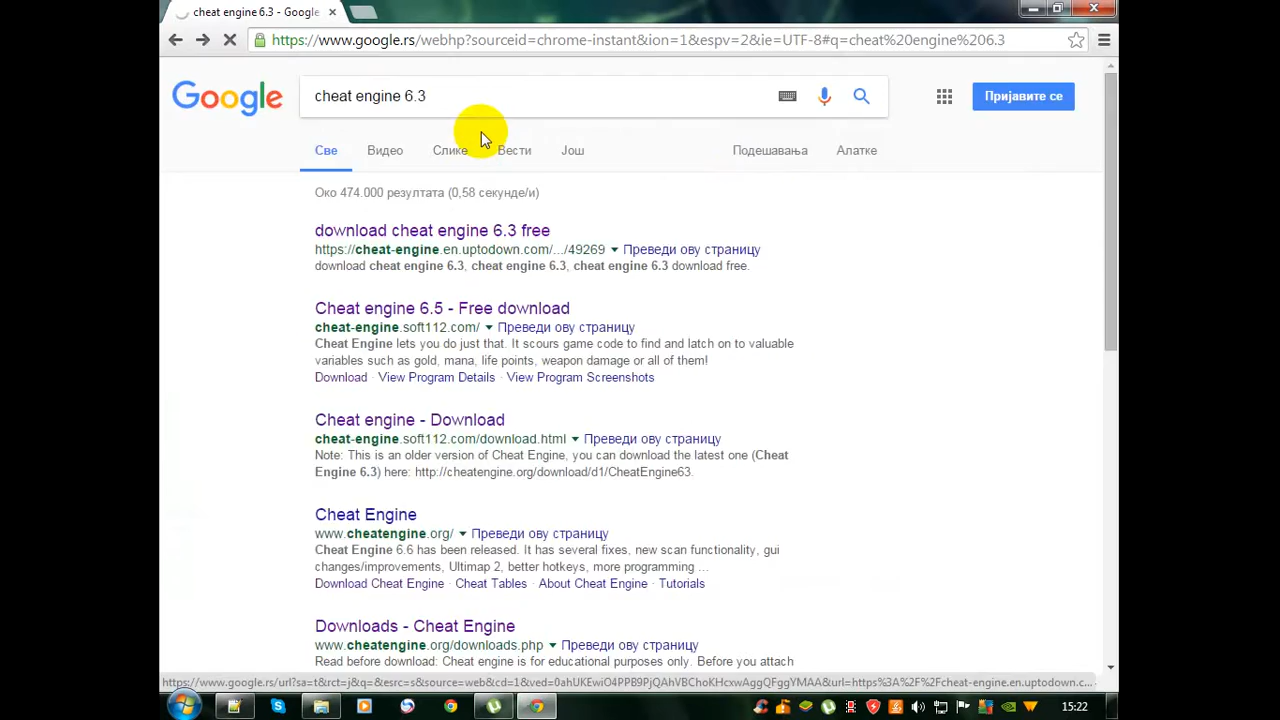 cheat engine 6.3 - Google
https://www.google.rs/webhp?sourceid=chrome-instant&ion=1&espv=2&ie=UTF-8#q=cheat%20engine%206.3
Google
cheat engine 6.3
Пријавите се
Све Видео Слике Вести Још Подешавања Алатке
Око 474.000 резултата (0,58 секунде/и)
download cheat engine 6.3 free
https://cheat-engine.en.uptodown.com/.../49269 Преведи ову страницу
download cheat engine 6.3, cheat engine 6.3, cheat engine 6.3 download free.
Cheat engine 6.5 - Free download
cheat-engine.soft112.com/ Преведи ову страницу
Cheat Engine lets you do just that. It scours game code to find and latch on to valuable
variables such as gold, mana, life points, weapon damage or all of them!
Download · View Program Details · View Program Screenshots
Cheat engine - Download
cheat-engine.soft112.com/download.html Преведи ову страницу
Note: This is an older version of Cheat Engine, you can download the latest one (Cheat
Engine 6.3) here: http://cheatengine.org/download/d1/CheatEngine63.
Cheat Engine
www.cheatengine.org/ Преведи ову страницу
Cheat Engine 6.6 has been released. It has several fixes, new scan functionality, gui
changes/improvements, Ultimap 2, better hotkeys, more programming ...
Download Cheat Engine · Cheat Tables · About Cheat Engine · Tutorials
Downloads - Cheat Engine
www.cheatengine.org/downloads.php Преведи ову страницу
Read before download: Cheat engine is for educational purposes only. Before you attach
15:22